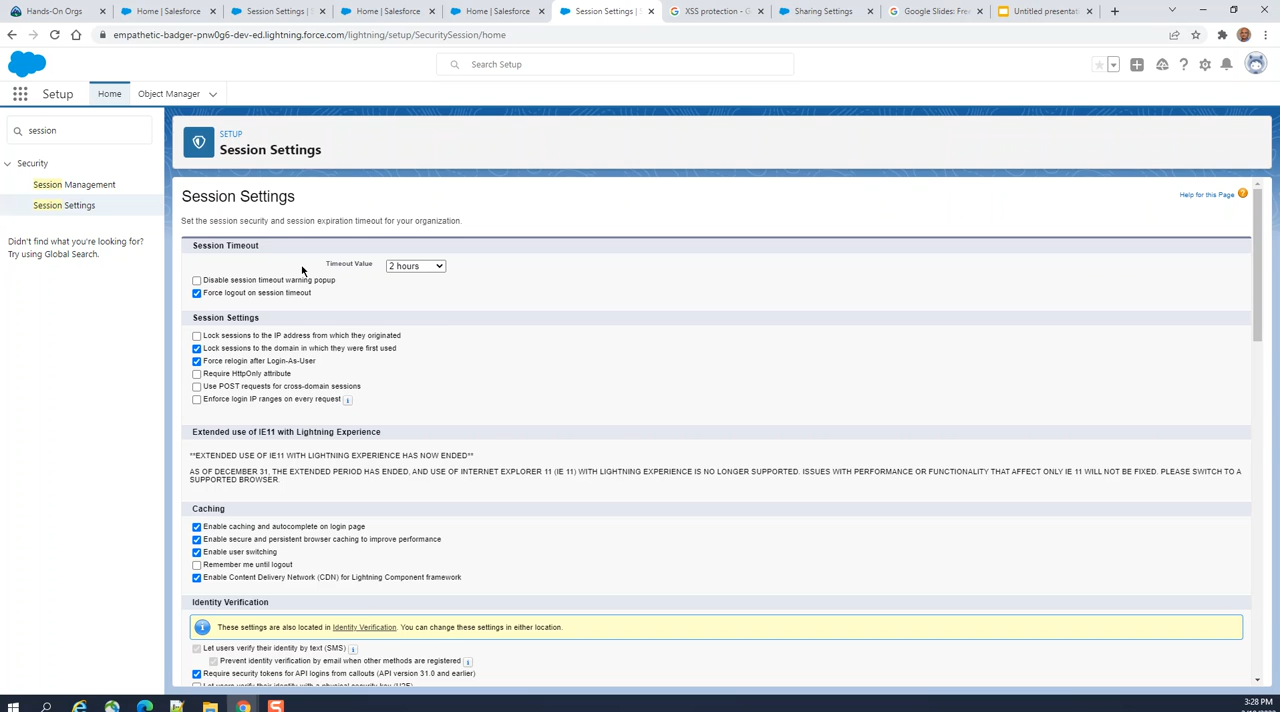 Hands-On Orgs
Home | Salesforce
Session Settings |
Home | Salesforce
Home | Salesforce
Session Settings |
XSS protection - G
Sharing Settings
Google Slides: Free
Untitled presentat
empathetic-badger-pnw0g6-dev-ed.lightning.force.com/lightning/setup/SecuritySession/home
Search Setup
Setup
Home
Object Manager
session
Security
Session Management
Session Settings
Didn't find what you're looking for?
Try using Global Search.
SETUP
Session Settings
Session Settings
Help for this Page
Set the session security and session expiration timeout for your organization.
Session Timeout
Timeout Value 2 hours
Disable session timeout warning popup
Force logout on session timeout
Session Settings
Lock sessions to the IP address from which they originated
Lock sessions to the domain in which they were first used
Force relogin after Login-As-User
Require HttpOnly attribute
Use POST requests for cross-domain sessions
Enforce login IP ranges on every request
Extended use of IE11 with Lightning Experience
**EXTENDED USE OF IE11 WITH LIGHTNING EXPERIENCE HAS NOW ENDED**
AS OF DECEMBER 31, THE EXTENDED PERIOD HAS ENDED, AND USE OF INTERNET EXPLORER 11 (IE 11) WITH LIGHTNING EXPERIENCE IS NO LONGER SUPPORTED. ISSUES WITH PERFORMANCE OR FUNCTIONALITY THAT AFFECT ONLY IE 11 WILL NOT BE FIXED. PLEASE SWITCH TO A
SUPPORTED BROWSER.
Caching
Enable caching and autocomplete on login page
Enable secure and persistent browser caching to improve performance
Enable user switching
Remember me until logout
Enable Content Delivery Network (CDN) for Lightning Component framework
Identity Verification
These settings are also located in Identity Verification. You can change these settings in either location.
Let users verify their identity by text (SMS)
Prevent identity verification by email when other methods are registered
Require security tokens for API logins from callouts (API version 31.0 and earlier)
Let users verify their identity with a physical security key (U2F)
3:28 PM